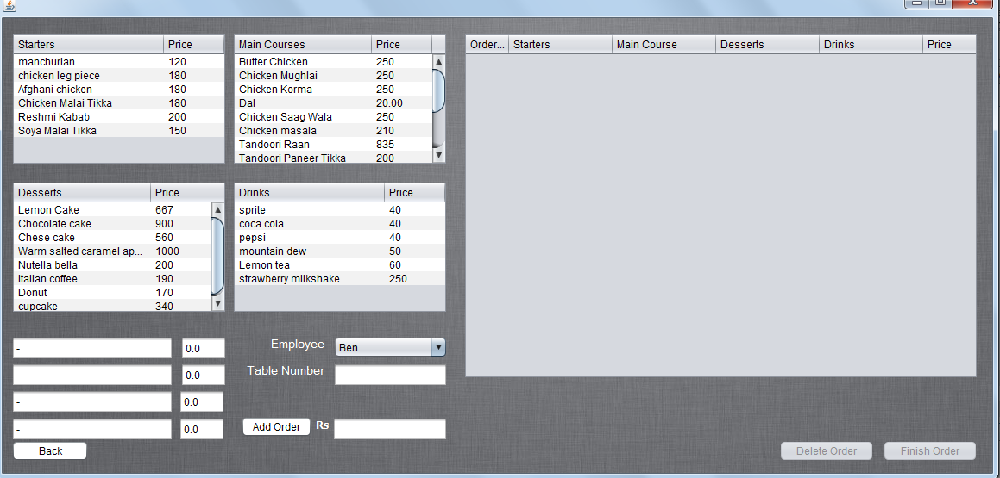 Starters Price
manchurian 120
chicken leg piece 180
Afghani chicken 180
Chicken Malai Tikka 180
Reshmi Kabab 200
Soya Malai Tikka 150
Main Courses Price
Butter Chicken 250
Chicken Mughlai 250
Chicken Korma 250
Dal 20.00
Chicken Saag Wala 250
Chicken masala 210
Tandoori Raan 835
Tandoori Paneer Tikka 200
Order... Starters Main Course Desserts Drinks Price
Desserts Price
Lemon Cake 667
Chocolate cake 900
Chese cake 560
Warm salted caramel ap... 1000
Nutella bella 200
Italian coffee 190
Donut 170
cupcake 340
Drinks Price
sprite 40
coca cola 40
pepsi 40
mountain dew 50
Lemon tea 60
strawberry milkshake 250
- 0.0
- 0.0
- 0.0
- 0.0
Employee Ben
Table Number
Add Order Rs
Back
Delete Order Finish Order